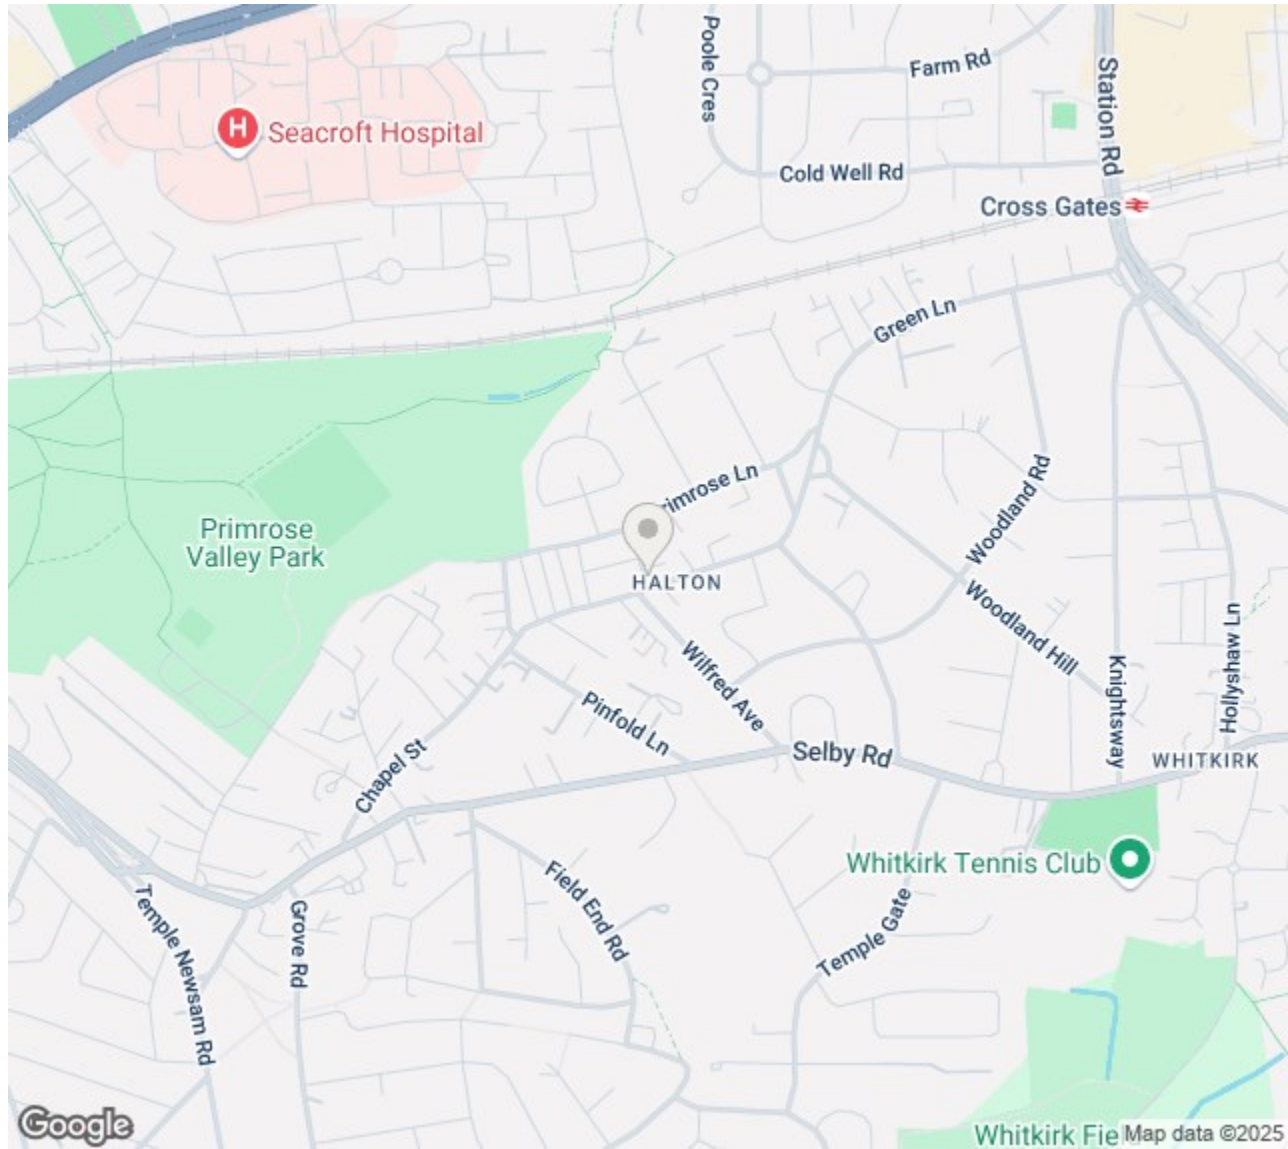 Poole Cres
Farm Rd
Station Rd
Seacroft Hospital
H
Cold Well Rd
Cross Gates
Green Ln
Primrose
Valley Park
rimrose Ln
Woodland Rd
HALTON
Woodland Hill
Wilfred Ave
Hollyshaw Ln
Knightsway
Pinfold Ln
Selby Rd
WHITKIRK
Chapel St
Whitkirk Tennis Club
Field End Rd
Temple Gate
Grove Rd
Temple Newsam Rd
Google
Whitkirk Fie
Map data ©2025